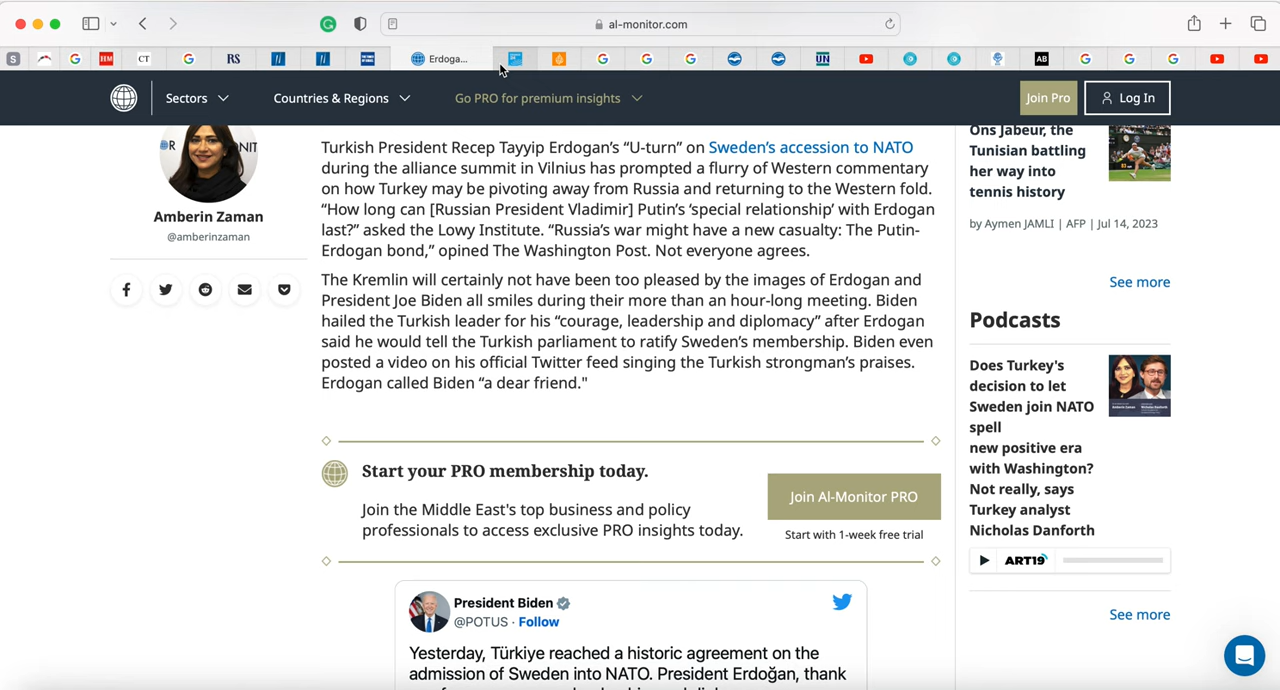 al-monitor.com
S
HM
CT
RS
Erdoga...
UN
AB
Sectors
Countries & Regions
Go PRO for premium insights
Join Pro
Log In
R
NIT
Amberin Zaman
@amberinzaman
Turkish President Recep Tayyip Erdogan’s “U-turn” on Sweden’s accession to NATO
during the alliance summit in Vilnius has prompted a flurry of Western commentary
on how Turkey may be pivoting away from Russia and returning to the Western fold.
“How long can [Russian President Vladimir] Putin’s ‘special relationship’ with Erdogan
last?” asked the Lowy Institute. “Russia’s war might have a new casualty: The Putin-
Erdogan bond,” opined The Washington Post. Not everyone agrees.
The Kremlin will certainly not have been too pleased by the images of Erdogan and
President Joe Biden all smiles during their more than an hour-long meeting. Biden
hailed the Turkish leader for his “courage, leadership and diplomacy” after Erdogan
said he would tell the Turkish parliament to ratify Sweden’s membership. Biden even
posted a video on his official Twitter feed singing the Turkish strongman’s praises.
Erdogan called Biden “a dear friend."
Start your PRO membership today.
Join the Middle East's top business and policy
professionals to access exclusive PRO insights today.
Join Al-Monitor PRO
Start with 1-week free trial
President Biden
@POTUS · Follow
Yesterday, Türkiye reached a historic agreement on the
admission of Sweden into NATO. President Erdoğan, thank
Ons Jabeur, the
Tunisian battling
her way into
tennis history
by Aymen JAMLI | AFP | Jul 14, 2023
See more
Podcasts
Does Turkey's
decision to let
Sweden join NATO
spell
new positive era
with Washington?
Not really, says
Turkey analyst
Nicholas Danforth
ART19
See more